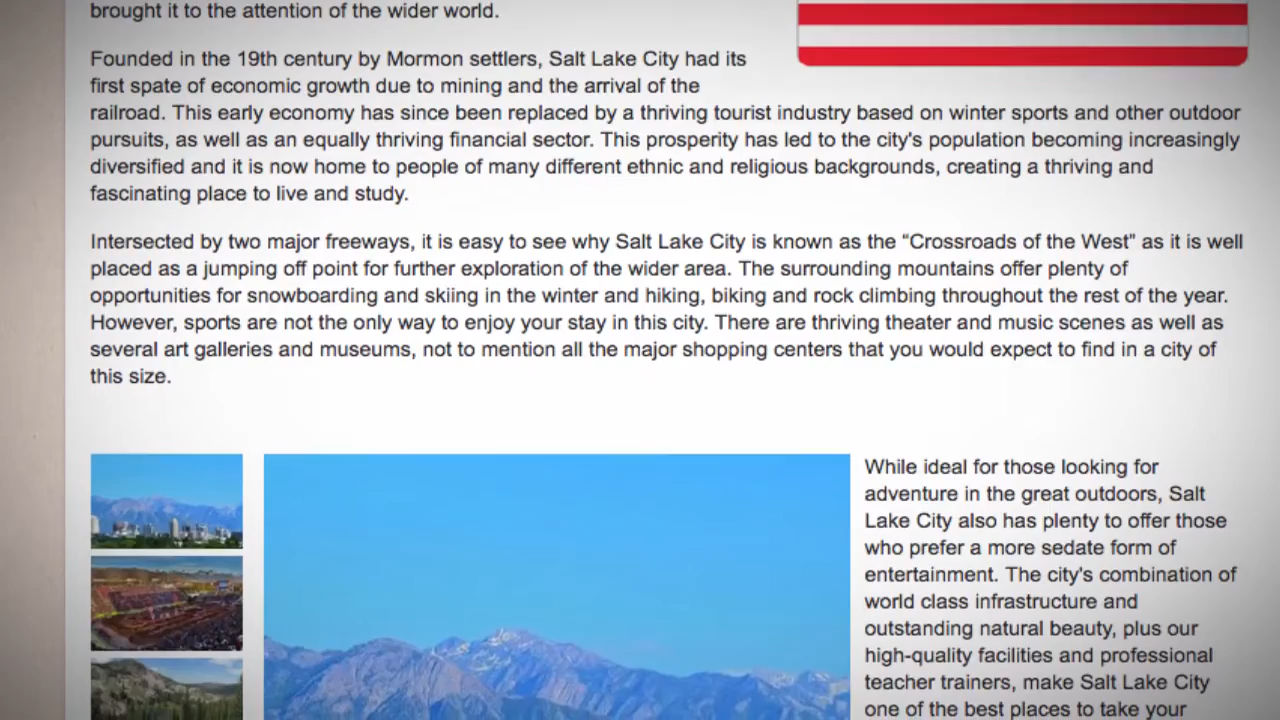 brought it to the attention of the wider world.
Founded in the 19th century by Mormon settlers, Salt Lake City had its
first spate of economic growth due to mining and the arrival of the
railroad. This early economy has since been replaced by a thriving tourist industry based on winter sports and other outdoor
pursuits, as well as an equally thriving financial sector. This prosperity has led to the city's population becoming increasingly
diversified and it is now home to people of many different ethnic and religious backgrounds, creating a thriving and
fascinating place to live and study.
Intersected by two major freeways, it is easy to see why Salt Lake City is known as the “Crossroads of the West” as it is well
placed as a jumping off point for further exploration of the wider area. The surrounding mountains offer plenty of
opportunities for snowboarding and skiing in the winter and hiking, biking and rock climbing throughout the rest of the year.
However, sports are not the only way to enjoy your stay in this city. There are thriving theater and music scenes as well as
several art galleries and museums, not to mention all the major shopping centers that you would expect to find in a city of
this size.
While ideal for those looking for
adventure in the great outdoors, Salt
Lake City also has plenty to offer those
who prefer a more sedate form of
entertainment. The city's combination of
world class infrastructure and
outstanding natural beauty, plus our
high-quality facilities and professional
teacher trainers, make Salt Lake City
one of the best places to take your